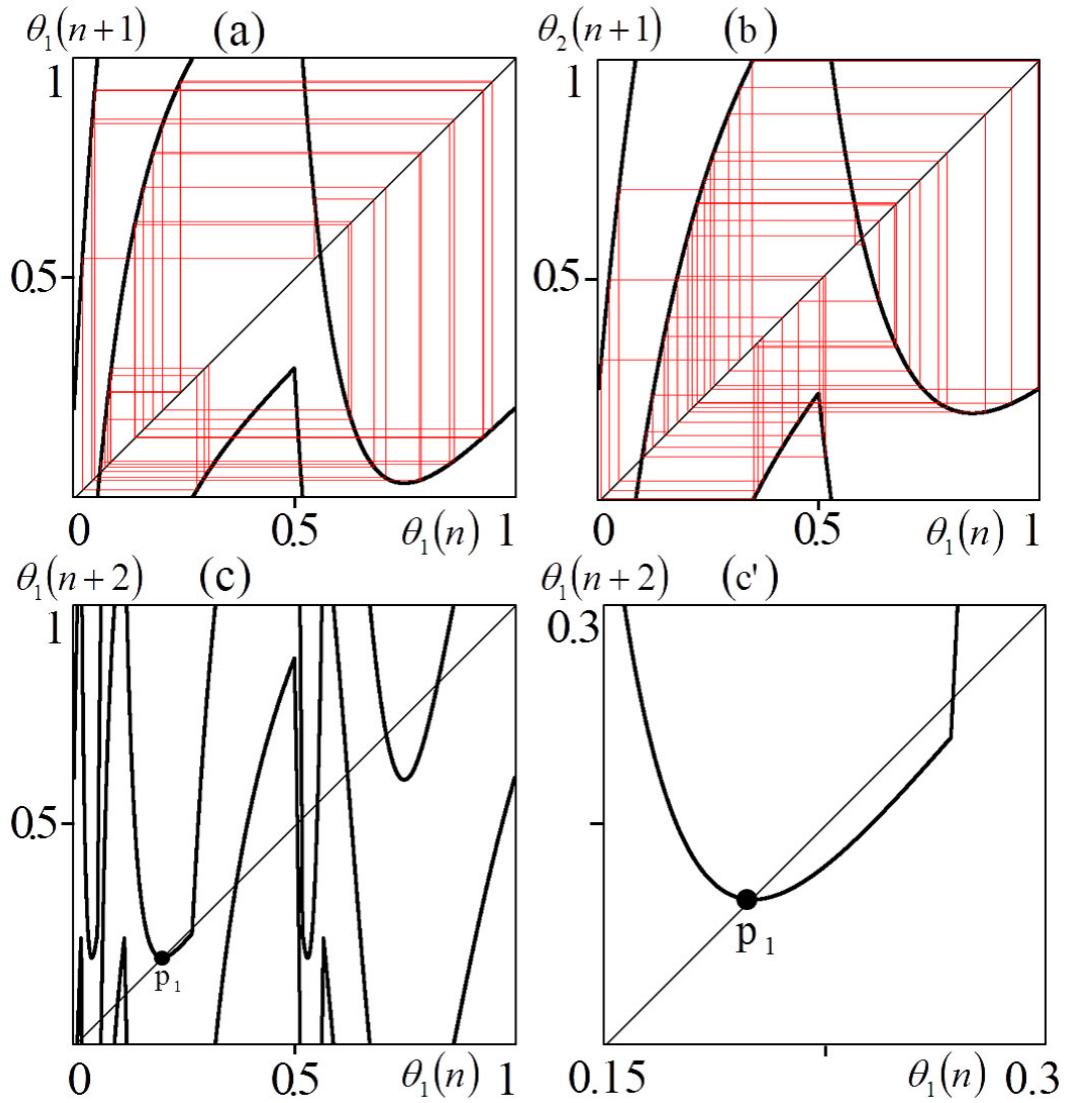 θ₁(n+1) (a) θ₂(n+1) (b)
1 1
0.5 0.5
0 0.5 θ₁(n) 1 0 0.5 θ₁(n) 1
θ₁(n+2) (c) θ₁(n+2) (c')
1 0.3
0.5
p₁ p₁
0 0.5 θ₁(n) 1 0.15 θ₁(n) 0.3